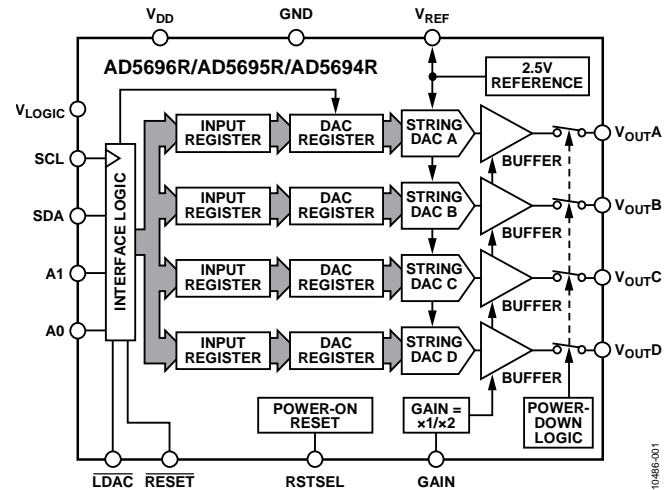 VDD
GND
VREF
AD5696R/AD5695R/AD5694R
2.5V
REFERENCE
VLOGIC
SCL
SDA
A1
A0
INTERFACE LOGIC
INPUT
REGISTER
DAC
REGISTER
STRING
DAC A
BUFFER
VOUTA
INPUT
REGISTER
DAC
REGISTER
STRING
DAC B
BUFFER
VOUTB
INPUT
REGISTER
DAC
REGISTER
STRING
DAC C
BUFFER
VOUTC
INPUT
REGISTER
DAC
REGISTER
STRING
DAC D
BUFFER
VOUTD
POWER-ON
RESET
GAIN =
×1/×2
POWER-
DOWN
LOGIC
LDAC
RESET
RSTSEL
GAIN
10486-001